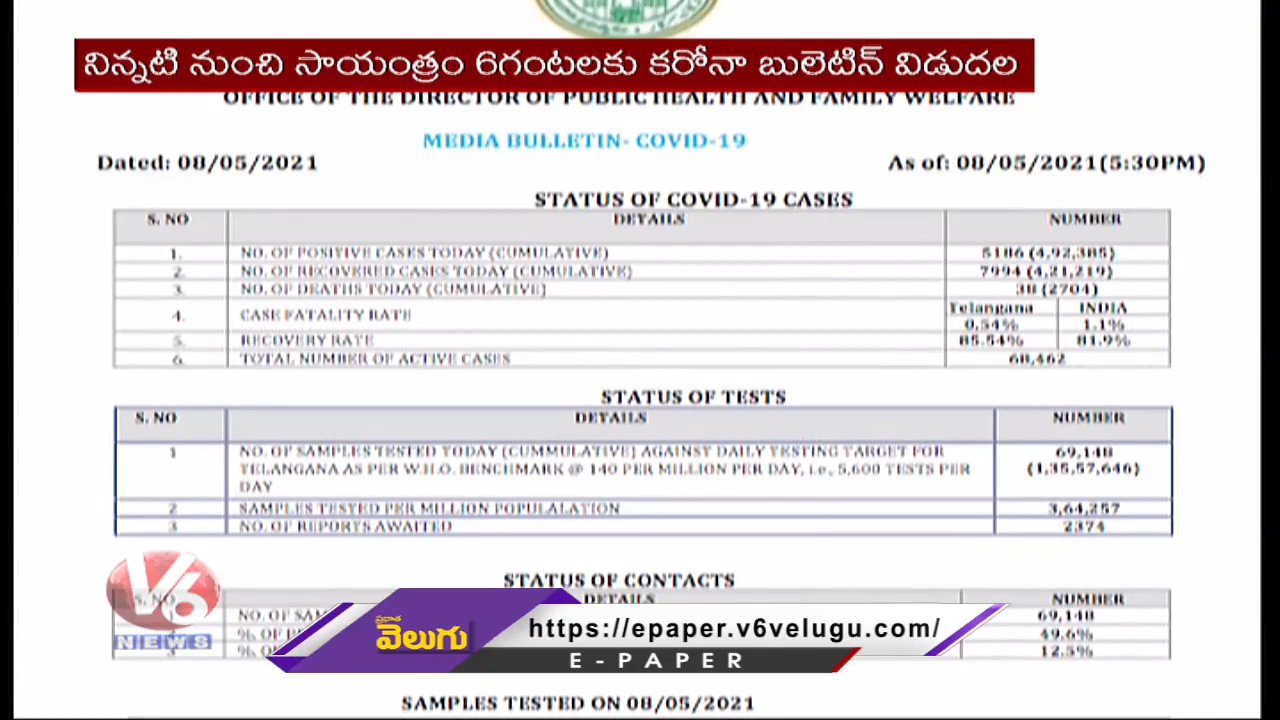 నిన్నటి నుంచి సాయంత్రం 6గంటలకు కరోనా బులెటిన్ విడుదల
OFFICE OF THE DIRECTOR OF PUBLIC HEALTH AND FAMILY WELFARE
MEDIA BULLETIN- COVID-19
Dated: 08/05/2021 As of: 08/05/2021(5:30PM)
STATUS OF COVID-19 CASES
S. NO DETAILS NUMBER
1. NO. OF POSITIVE CASES TODAY (CUMULATIVE) 5186 (4,92,385)
2. NO. OF RECOVERED CASES TODAY (CUMULATIVE) 7994 (4,21,219)
3. NO. OF DEATHS TODAY (CUMULATIVE) 38 (2704)
Telangana INDIA
4. CASE FATALITY RATE 0.54% 1.1%
5. RECOVERY RATE 85.54% 81.9%
6. TOTAL NUMBER OF ACTIVE CASES 68,462
STATUS OF TESTS
S. NO DETAILS NUMBER
1 NO. OF SAMPLES TESTED TODAY (CUMMULATIVE) AGAINST DAILY TESTING TARGET FOR 69,148
TELANGANA AS PER W.H.O. BENCHMARK @ 140 PER MILLION PER DAY, i.e., 5,600 TESTS PER (1,35,57,646)
DAY
2 SAMPLES TESTED PER MILLION POPULALATION 3,64,257
3 NO. OF REPORTS AWAITED 2374
STATUS OF CONTACTS
S. NO DETAILS NUMBER
NO. OF SAM 69,148
% OF 49.6%
% 12.5%
V6
NEWS
ప్రభాత
వెలుగు
https://epaper.v6velugu.com/
E-PAPER
SAMPLES TESTED ON 08/05/2021